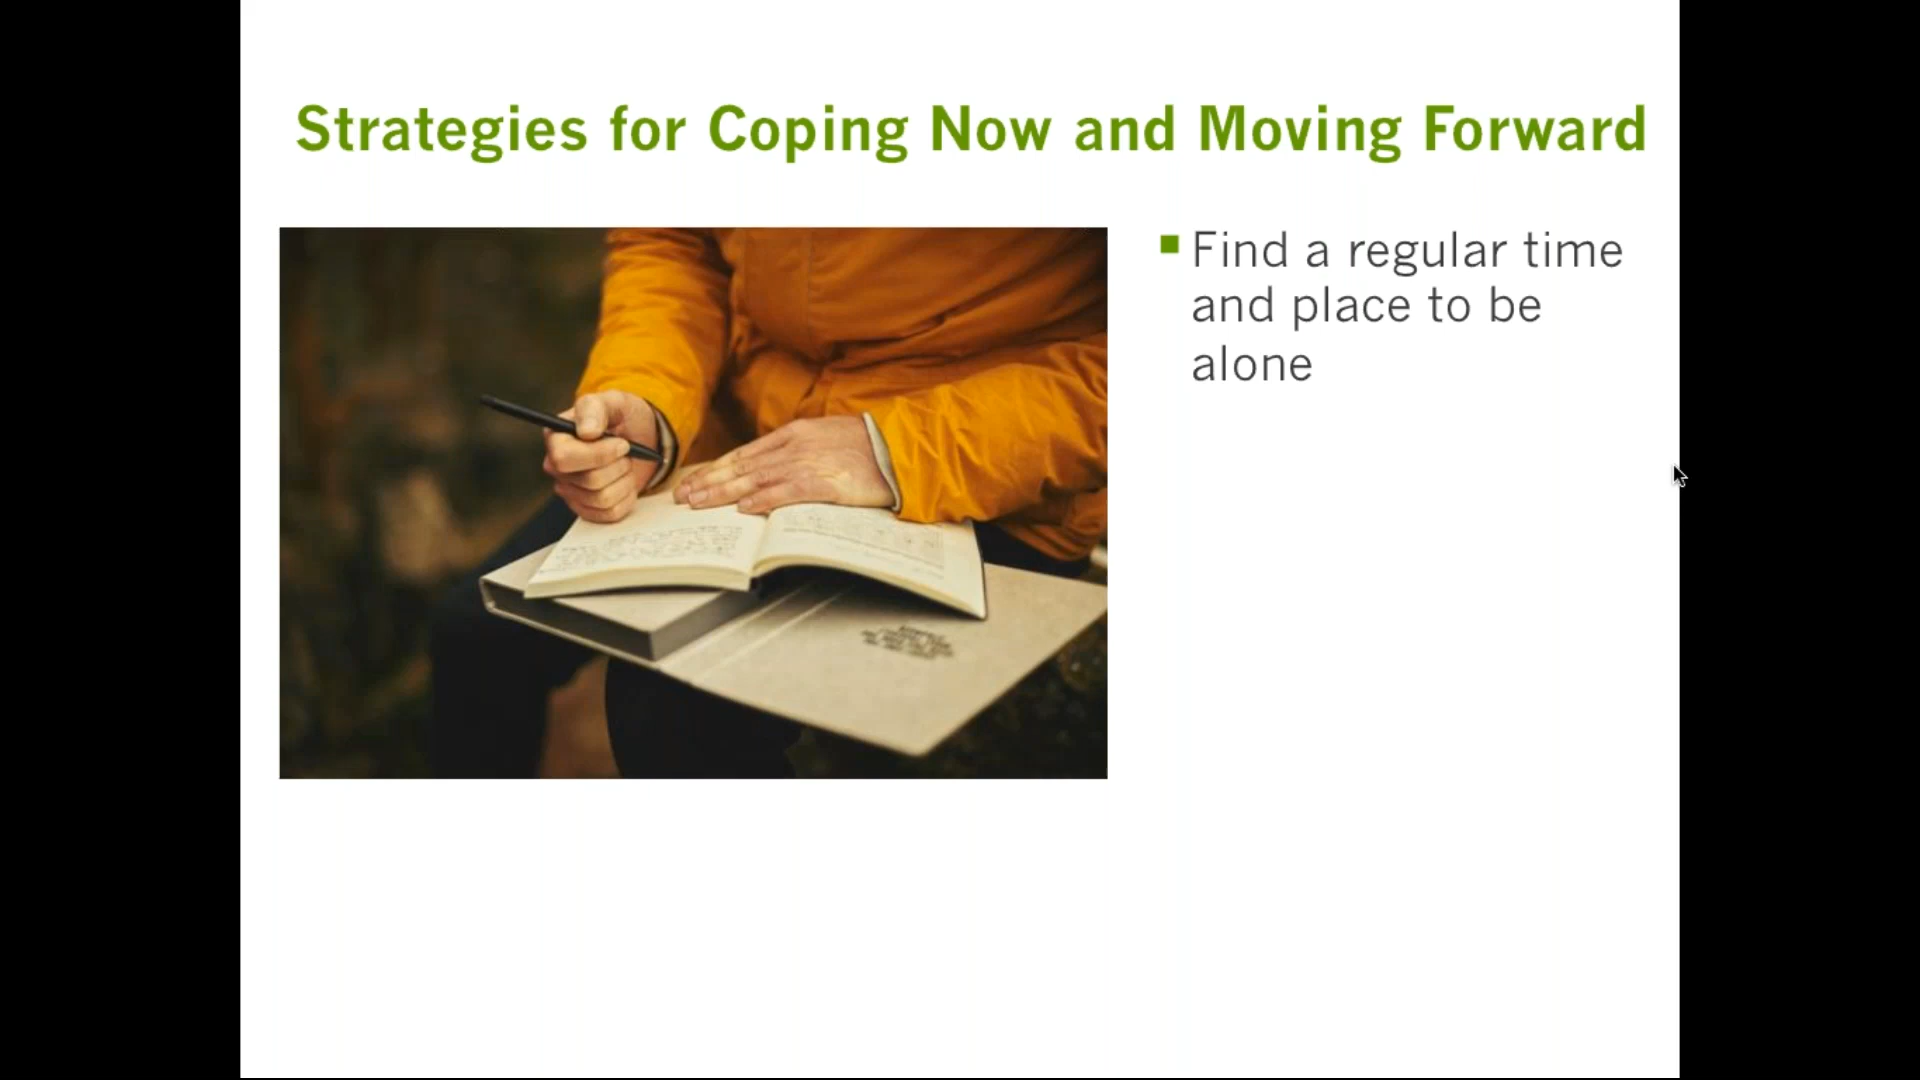 Strategies for Coping Now and Moving Forward
Find a regular time
and place to be
alone